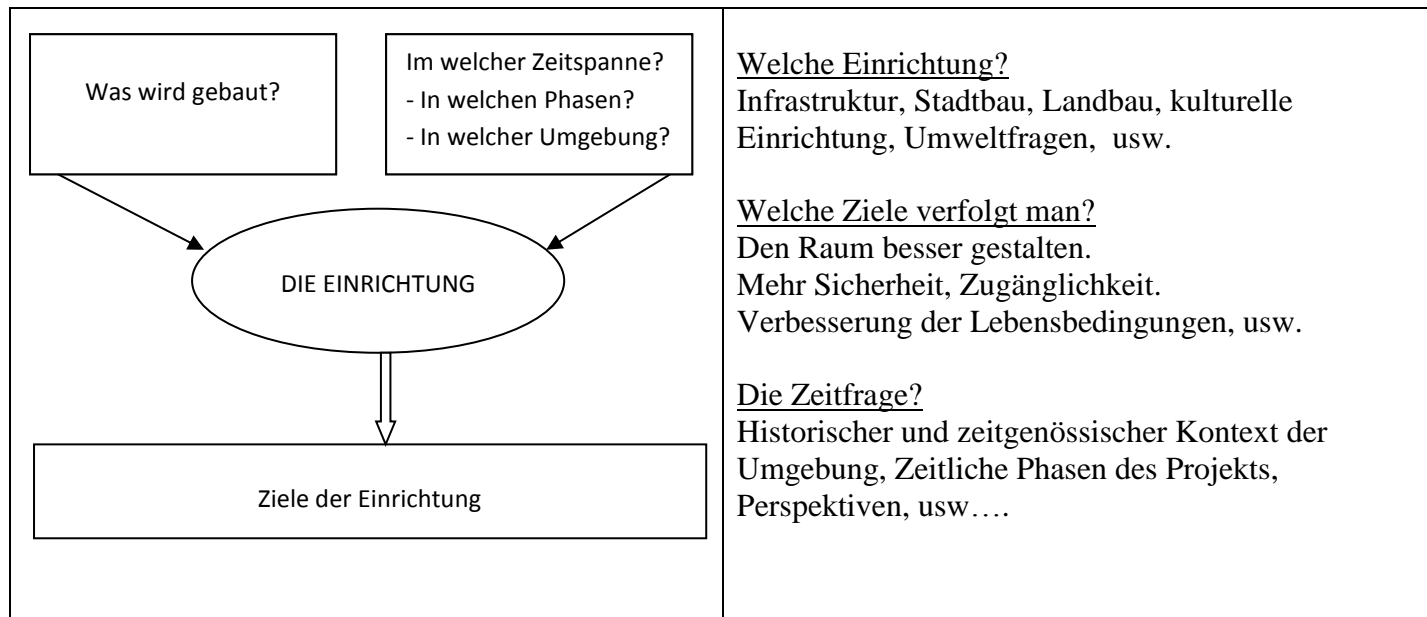 Was wird gebaut?
Im welcher Zeitspanne?
- In welchen Phasen?
- In welcher Umgebung?
DIE EINRICHTUNG
Ziele der Einrichtung
Welche Einrichtung?
Infrastruktur, Stadtbau, Landbau, kulturelle
Einrichtung, Umweltfragen, usw.
Welche Ziele verfolgt man?
Den Raum besser gestalten.
Mehr Sicherheit, Zugänglichkeit.
Verbesserung der Lebensbedingungen, usw.
Die Zeitfrage?
Historischer und zeitgenössischer Kontext der
Umgebung, Zeitliche Phasen des Projekts,
Perspektiven, usw….